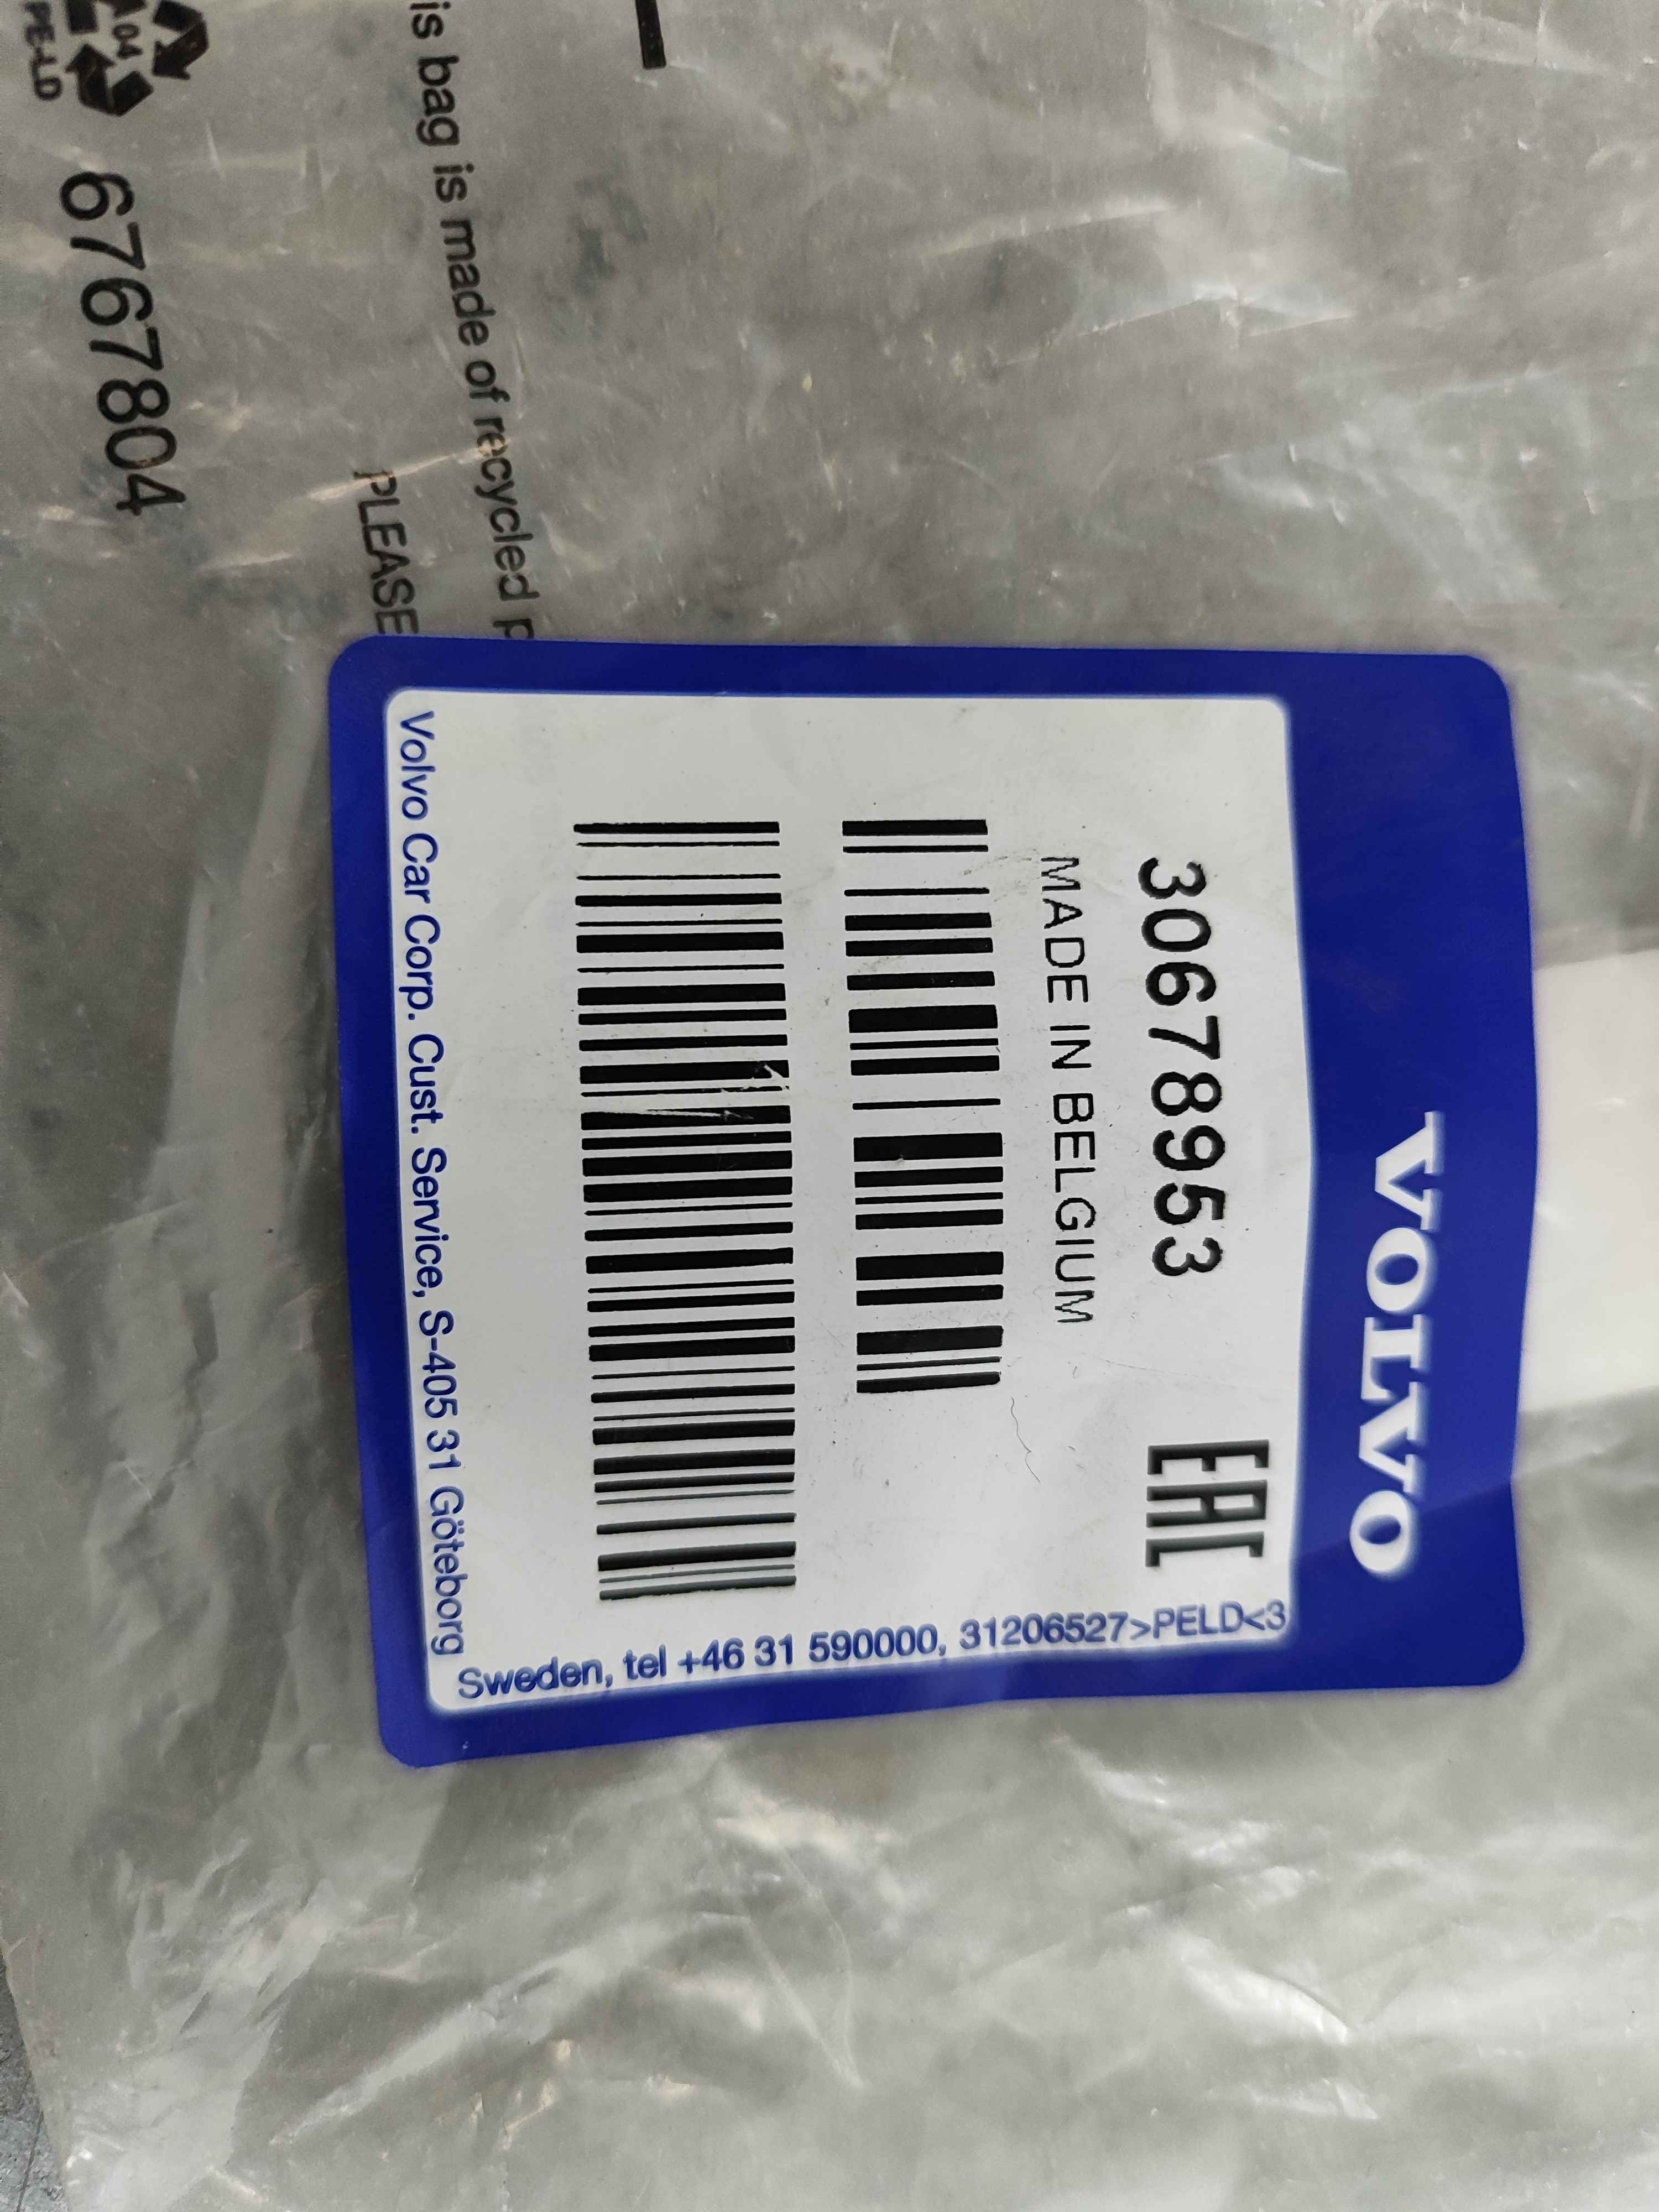 VOLVO
30678953
EAC
MADE IN BELGIUM
Volvo Car Corp. Cust. Service, S-405 31 Göteborg
Sweden, tel +46 31 590000, 31206527>PELD<3
PLEASE
is bag is made of recycled p
04
PE-LD
6767804